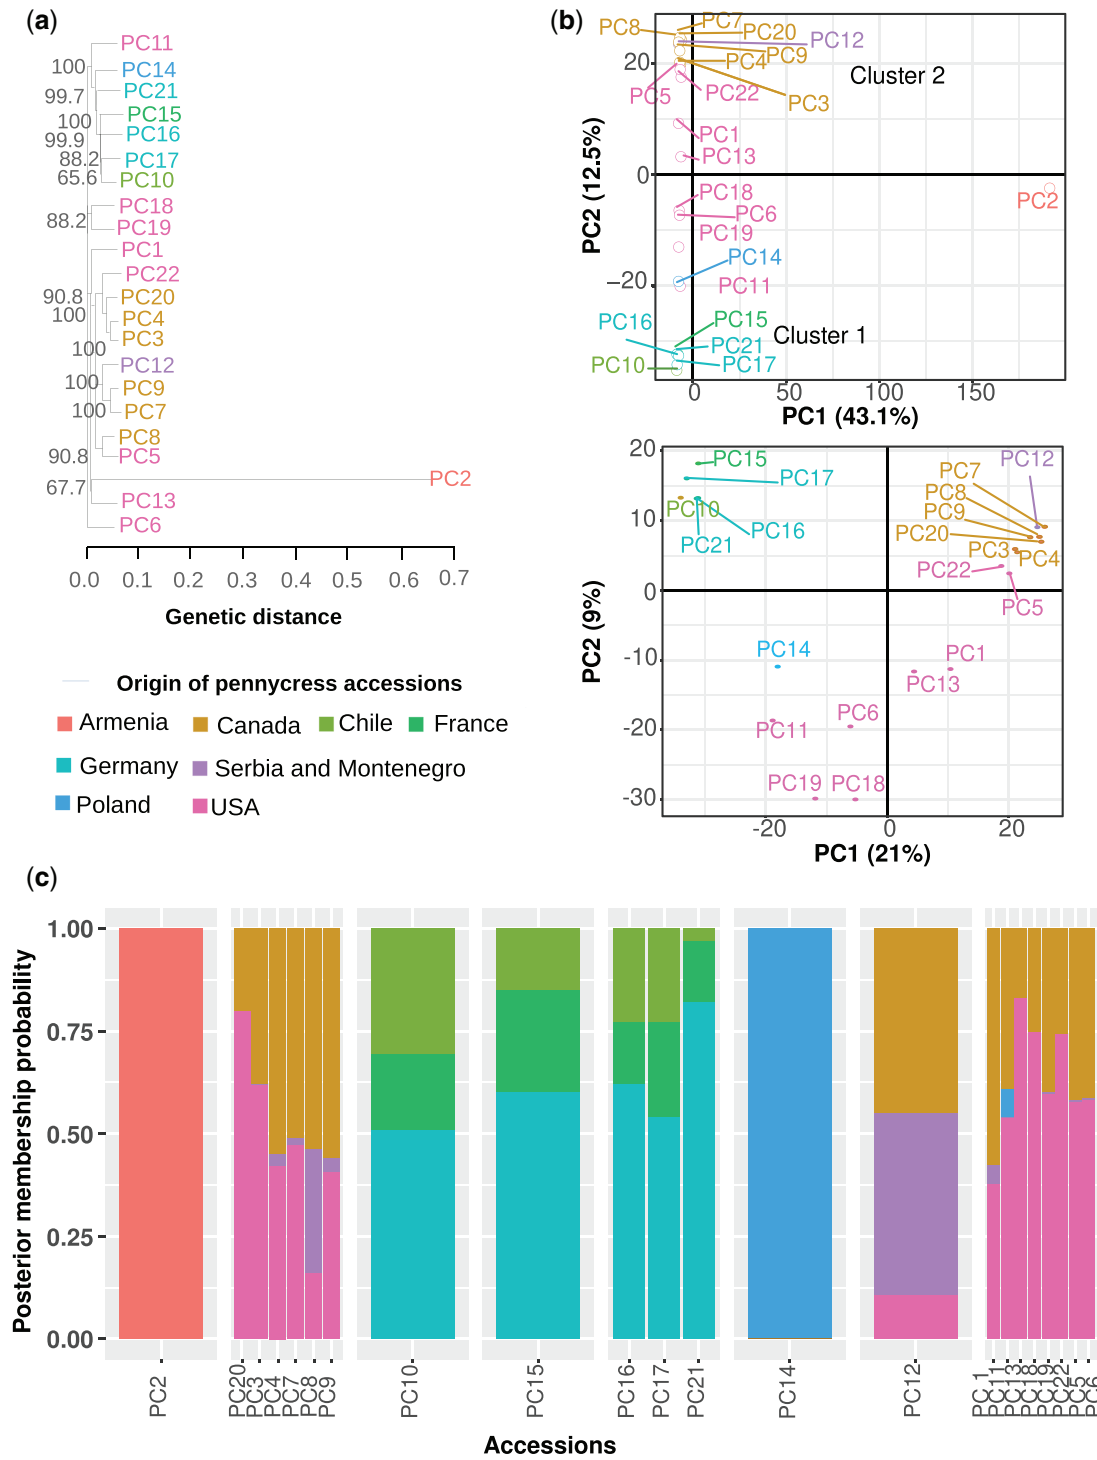 (a)
PC11
100
PC14
99.7
PC21
100
PC15
99.9
PC16
88.2
PC17
65.6
PC10
PC18
88.2
PC19
PC1
PC22
90.8
PC20
100
PC4
PC3
100
PC12
100
PC9
100
PC7
PC8
90.8
PC5
67.7
PC2
PC13
PC6
0.0 0.1 0.2 0.3 0.4 0.5 0.6 0.7
Genetic distance
Origin of pennycress accessions
Armenia Canada Chile France
Germany Serbia and Montenegro
Poland USA
(b)
PC8 PC7
PC20
PC12
PC9
20
PC4
Cluster 2
PC5 PC22
PC3
PC1
PC13
0
PC18
PC2
PC6
PC19
PC14
−20
PC11
PC16 PC15
Cluster 1
PC21
PC10 PC17
0 50 100 150
PC1 (43.1%)
PC2 (12.5%)
20
PC15 PC12
PC7
PC17
PC8
PC10
10
PC9
PC16
PC20
PC21
PC3 PC4
PC22
0
PC5
PC14 PC1
-10
PC13
PC6
PC11
-20
PC19 PC18
-30
-20 0 20
PC1 (21%)
PC2 (9%)
(c)
Posterior membership probability
1.00
0.75
0.50
0.25
0.00
PC2
PC20
PC3
PC4
PC7
PC8
PC9
PC10
PC15
PC16
PC17
PC21
PC14
PC12
PC 1
PC11
PC13
PC18
PC19
PC22
PC5
PC6
Accessions